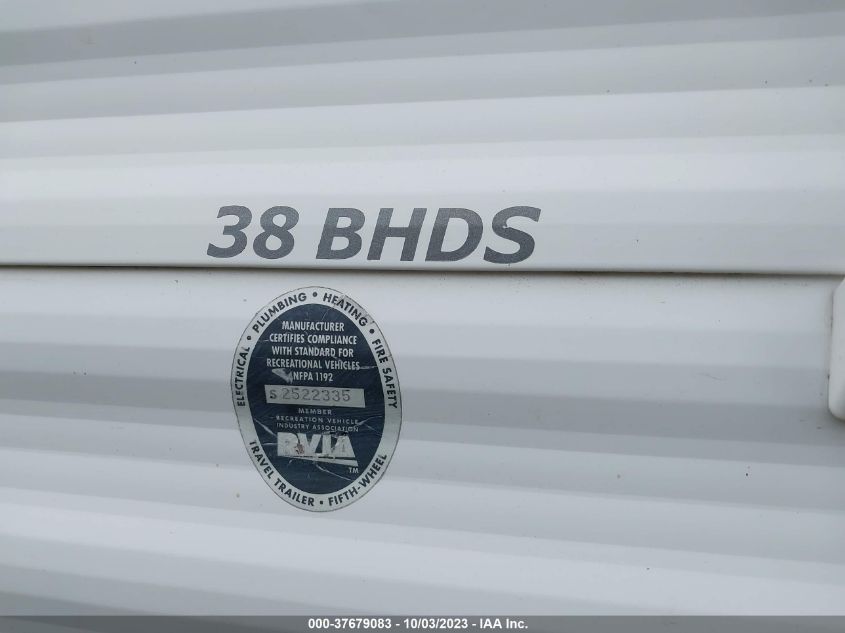 38 BHDS
ELECTRICAL • PLUMBING • HEATING • FIRE SAFETY
MANUFACTURER
CERTIFIES COMPLIANCE
WITH STANDARD FOR
RECREATIONAL VEHICLES
NFPA 1192
S 2522335
MEMBER
RECREATION VEHICLE
INDUSTRY ASSOCIATION
RVIA
TM
TRAVEL TRAILER • FIFTH-WHEEL
000-37679083 - 10/03/2023 - IAA Inc.